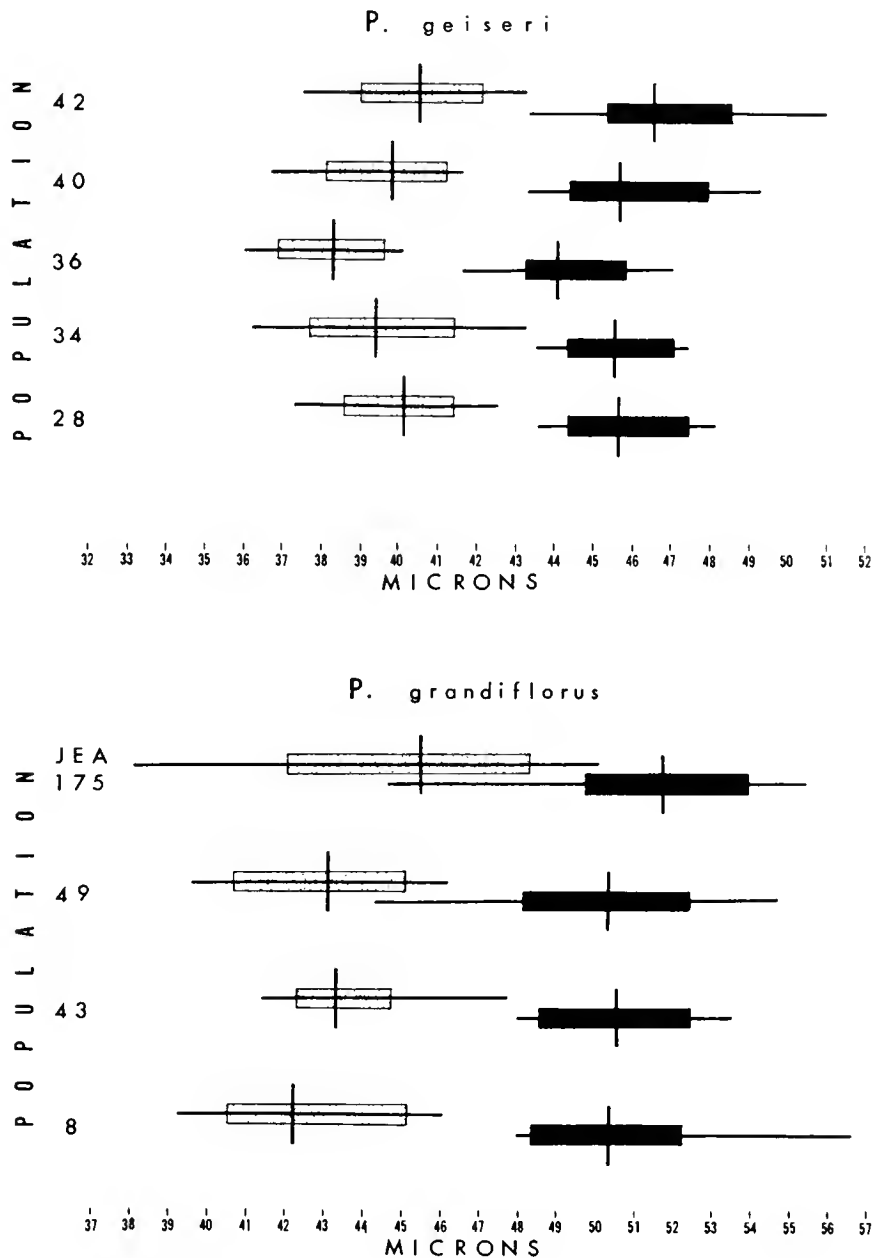 P. geiseri
POPULATION
42
40
36
34
28
32 33 34 35 36 37 38 39 40 41 42 43 44 45 46 47 48 49 50 51 52
MICRONS
P. grandiflorus
POPULATION
JEA
175
49
43
8
37 38 39 40 41 42 43 44 45 46 47 48 49 50 51 52 53 54 55 56 57
MICRONS